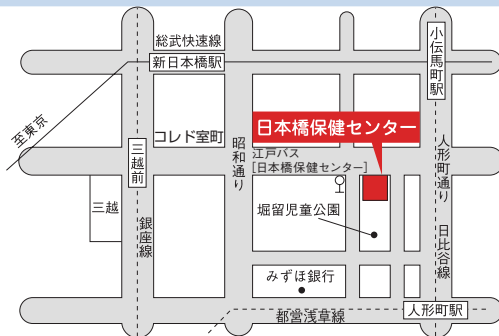 総武快速線
新日本橋駅
小伝馬町駅
至東京
コレド室町
日本橋保健センター
江戸バス
[日本橋保健センター]
三越前
昭和通り
人形町通り
三越
堀留児童公園
銀座線
日比谷線
みずほ銀行
都営浅草線
人形町駅